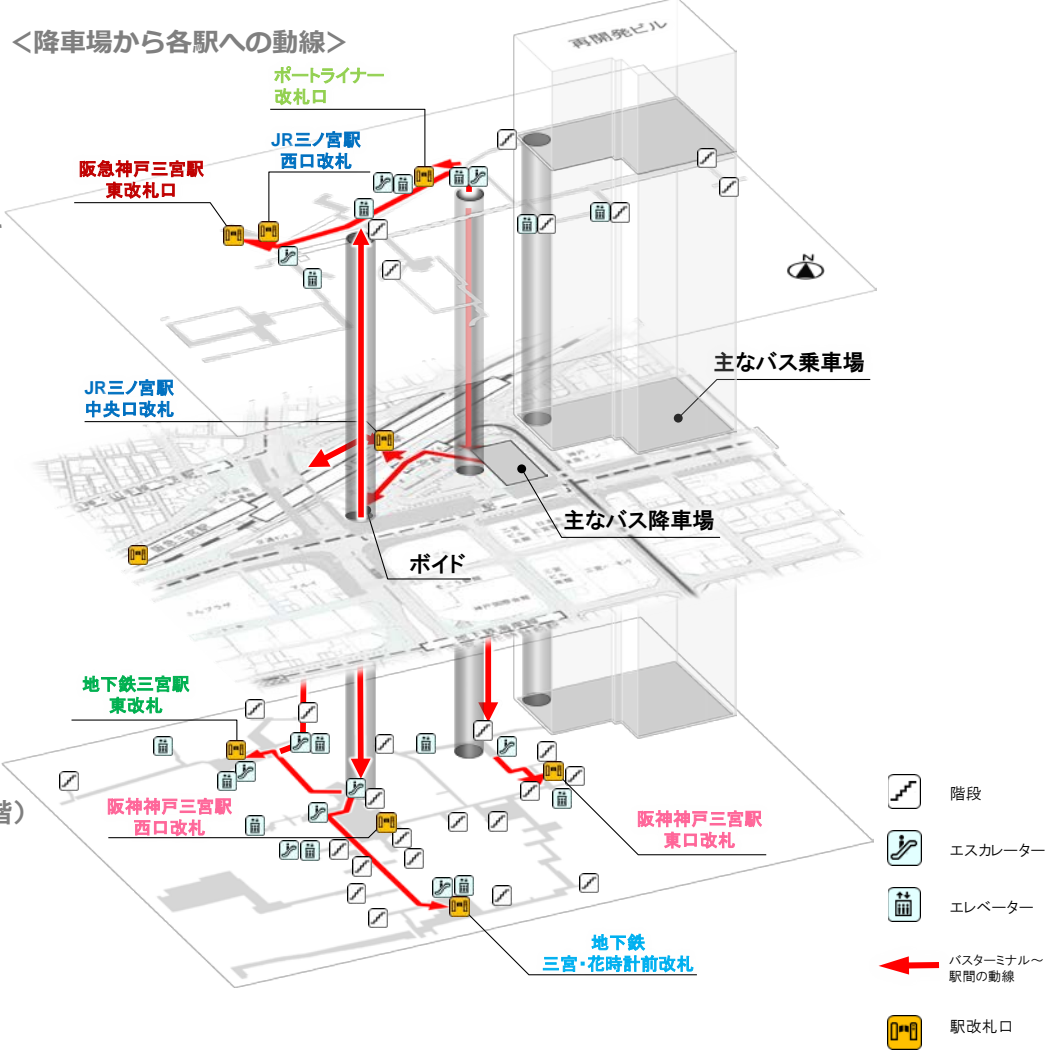 ＜降車場から各駅への動線＞
再開発ビル
ポートライナー
改札口
JR三ノ宮駅
西口改札
阪急神戸三宮駅
東改札口
N
主なバス乗車場
JR三ノ宮駅
中央口改札
主なバス降車場
ボイド
地下鉄三宮駅
東改札
階）
阪神神戸三宮駅
西口改札
阪神神戸三宮駅
東口改札
地下鉄
三宮・花時計前改札
階段
エスカレーター
エレベーター
バスターミナル～
駅間の動線
駅改札口